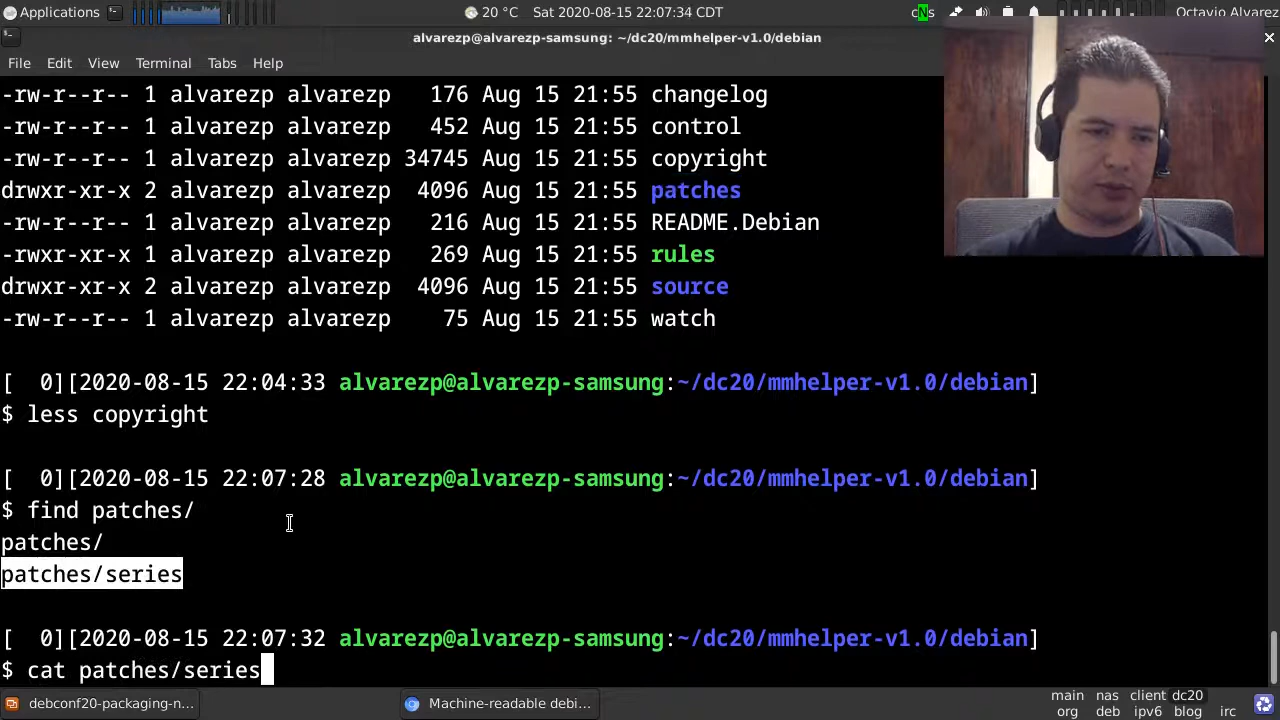 Applications
20 °C Sat 2020-08-15 22:07:34 CDT
cNs
Octavio Alvarez
alvarezp@alvarezp-samsung: ~/dc20/mmhelper-v1.0/debian
File Edit View Terminal Tabs Help
-rw-r--r-- 1 alvarezp alvarezp 176 Aug 15 21:55 changelog
-rw-r--r-- 1 alvarezp alvarezp 452 Aug 15 21:55 control
-rw-r--r-- 1 alvarezp alvarezp 34745 Aug 15 21:55 copyright
drwxr-xr-x 2 alvarezp alvarezp 4096 Aug 15 21:55 patches
-rw-r--r-- 1 alvarezp alvarezp 216 Aug 15 21:55 README.Debian
-rwxr-xr-x 1 alvarezp alvarezp 269 Aug 15 21:55 rules
drwxr-xr-x 2 alvarezp alvarezp 4096 Aug 15 21:55 source
-rw-r--r-- 1 alvarezp alvarezp 75 Aug 15 21:55 watch
[ 0][2020-08-15 22:04:33 alvarezp@alvarezp-samsung:~/dc20/mmhelper-v1.0/debian]
$ less copyright
[ 0][2020-08-15 22:07:28 alvarezp@alvarezp-samsung:~/dc20/mmhelper-v1.0/debian]
$ find patches/
patches/
patches/series
[ 0][2020-08-15 22:07:32 alvarezp@alvarezp-samsung:~/dc20/mmhelper-v1.0/debian]
$ cat patches/series
debconf20-packaging-n...
Machine-readable debi...
main nas client dc20
org deb ipv6 blog irc